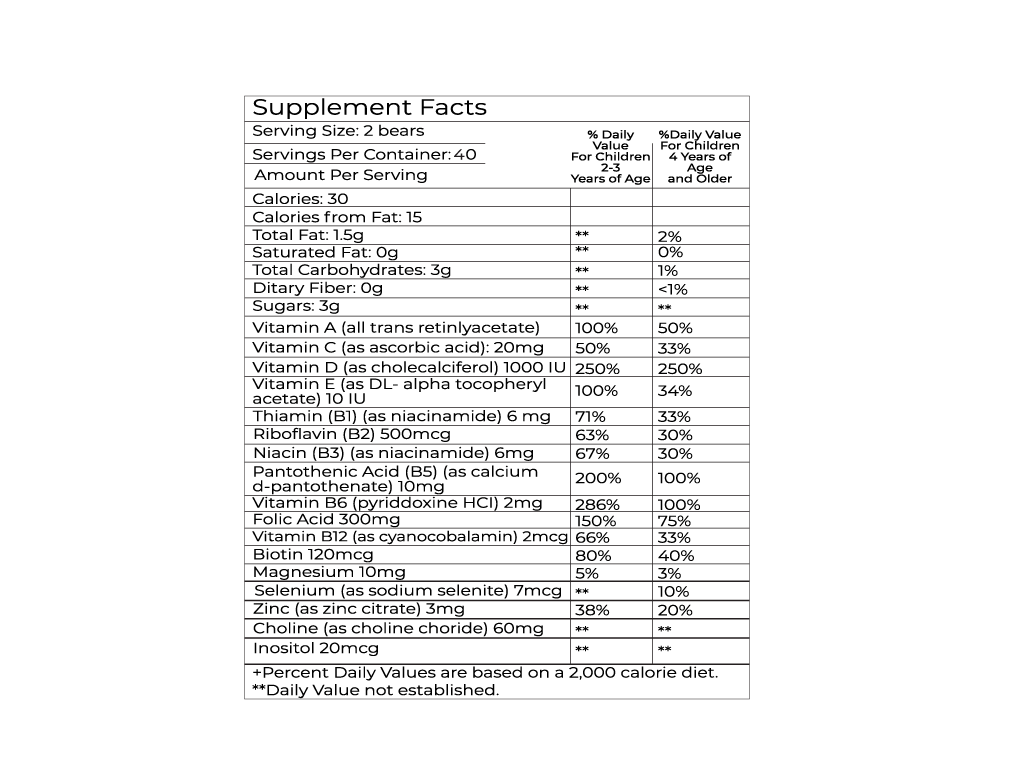 Supplement Facts
Serving Size: 2 bears
Servings Per Container: 40
Amount Per Serving
% Daily
Value
For Children
2-3
Years of Age
%Daily Value
For Children
4 Years of
Age
and Older
Calories: 30
Calories from Fat: 15
Total Fat: 1.5g ** 2%
Saturated Fat: 0g ** 0%
Total Carbohydrates: 3g ** 1%
Ditary Fiber: 0g ** <1%
Sugars: 3g ** **
Vitamin A (all trans retinlyacetate) 100% 50%
Vitamin C (as ascorbic acid): 20mg 50% 33%
Vitamin D (as cholecalciferol) 1000 IU 250% 250%
Vitamin E (as DL- alpha tocopheryl
acetate) 10 IU 100% 34%
Thiamin (B1) (as niacinamide) 6 mg 71% 33%
Riboflavin (B2) 500mcg 63% 30%
Niacin (B3) (as niacinamide) 6mg 67% 30%
Pantothenic Acid (B5) (as calcium
d-pantothenate) 10mg 200% 100%
Vitamin B6 (pyriddoxine HCl) 2mg 286% 100%
Folic Acid 300mg 150% 75%
Vitamin B12 (as cyanocobalamin) 2mcg 66% 33%
Biotin 120mcg 80% 40%
Magnesium 10mg 5% 3%
Selenium (as sodium selenite) 7mcg ** 10%
Zinc (as zinc citrate) 3mg 38% 20%
Choline (as choline choride) 60mg ** **
Inositol 20mcg ** **
+Percent Daily Values are based on a 2,000 calorie diet.
**Daily Value not established.